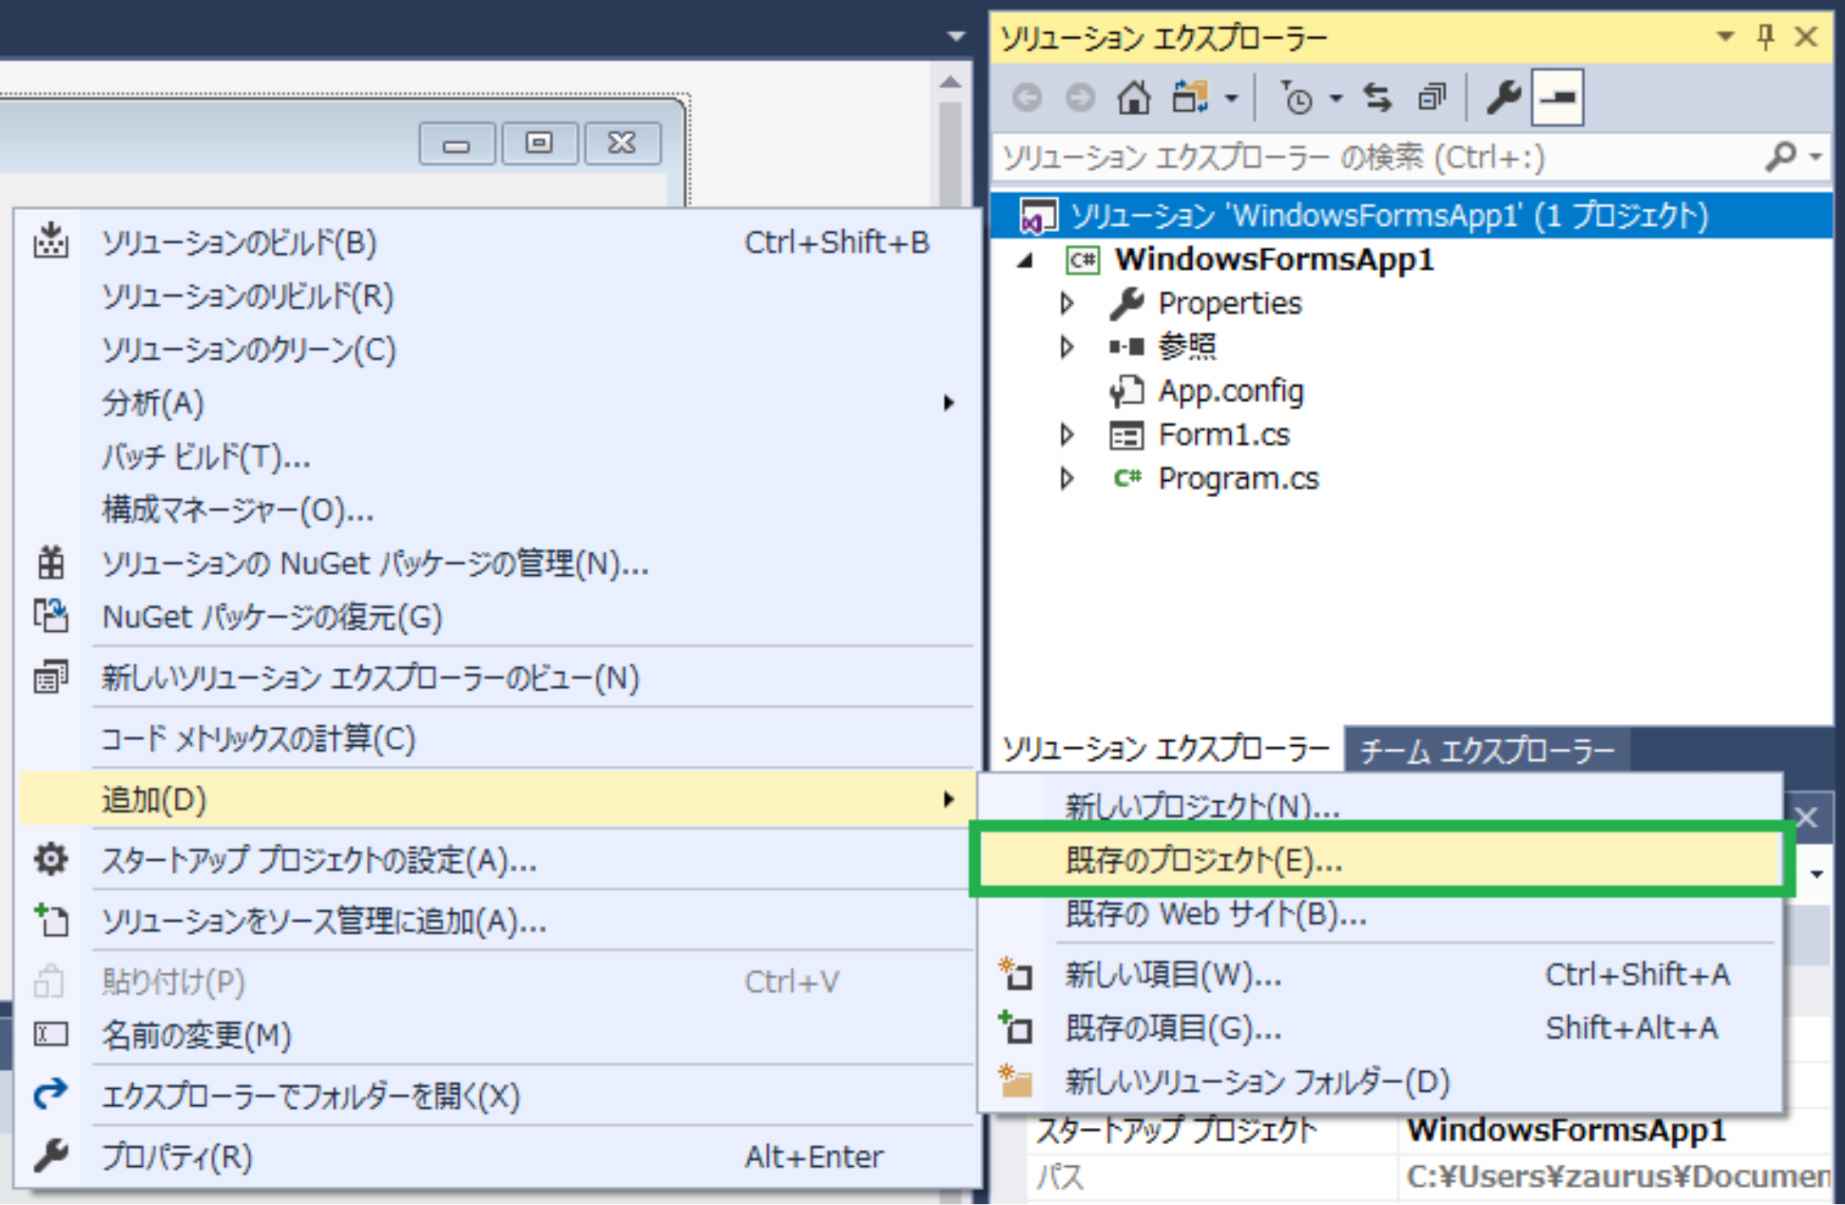 ソリューション エクスプローラー
ソリューション エクスプローラー の検索 (Ctrl+:)
ソリューション 'WindowsFormsApp1' (1 プロジェクト)
C# WindowsFormsApp1
Properties
参照
App.config
Form1.cs
C# Program.cs
ソリューション エクスプローラー
チーム エクスプローラー
ソリューションのビルド(B) Ctrl+Shift+B
ソリューションのリビルド(R)
ソリューションのクリーン(C)
分析(A)
バッチ ビルド(T)...
構成マネージャー(O)...
ソリューションの NuGet パッケージの管理(N)...
NuGet パッケージの復元(G)
新しいソリューション エクスプローラーのビュー(N)
コード メトリックスの計算(C)
追加(D)
スタートアップ プロジェクトの設定(A)...
ソリューションをソース管理に追加(A)...
貼り付け(P) Ctrl+V
名前の変更(M)
エクスプローラーでフォルダーを開く(X)
プロパティ(R) Alt+Enter
新しいプロジェクト(N)...
既存のプロジェクト(E)...
既存の Web サイト(B)...
新しい項目(W)... Ctrl+Shift+A
既存の項目(G)... Shift+Alt+A
新しいソリューション フォルダー(D)
スタートアップ プロジェクト WindowsFormsApp1
パス C:¥Users¥zaurus¥Documen